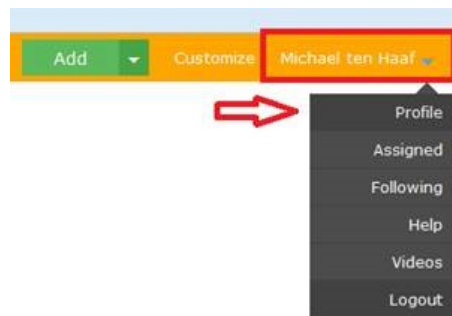 Add Customize Michael ten Haaf
Profile
Assigned
Following
Help
Videos
Logout